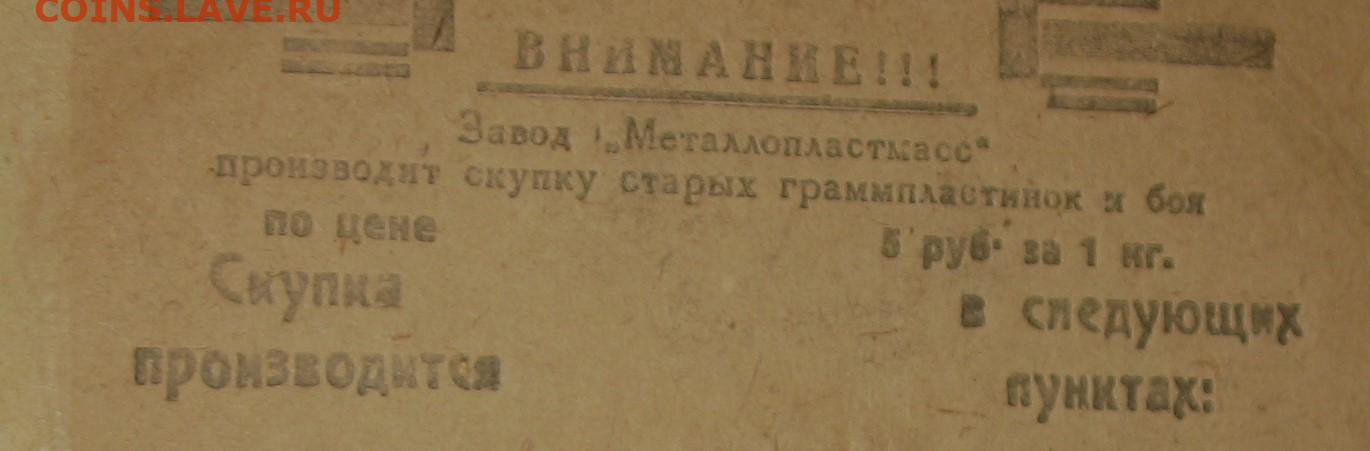 COINS.LAVE.RU
ВНИМАНИЕ!!!
Завод „Металлопластмасс“
производит скупку старых граммпластинок и боя
по цене 5 руб. за 1 кг.
Скупка в следующих
производится пунктах: